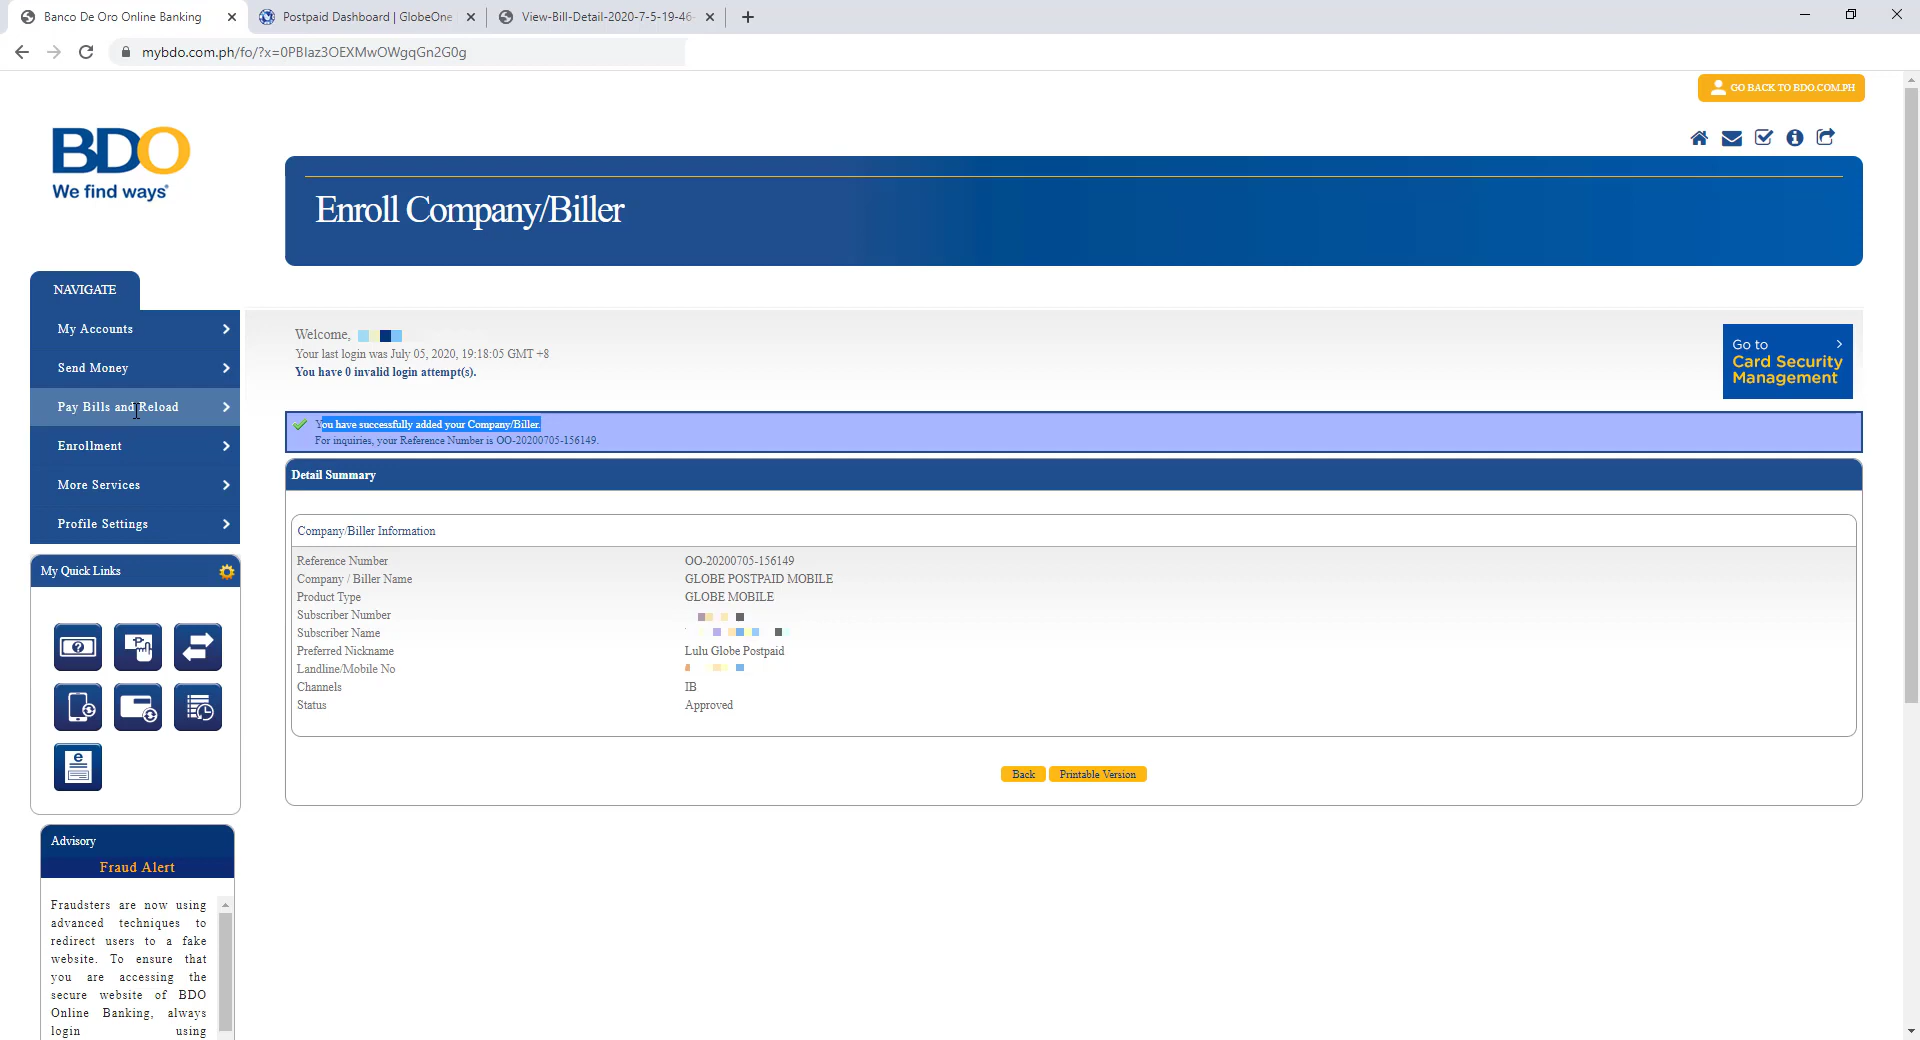 Banco De Oro Online Banking
Postpaid Dashboard | GlobeOne
View-Bill-Detail-2020-7-5-19-46-
mybdo.com.ph/fo/?x=0PBIaz3OEXMwOWgqGn2G0g
GO BACK TO BDO.COM.PH
BDO
We find ways®
Enroll Company/Biller
NAVIGATE
My Accounts
Send Money
Pay Bills and Reload
Enrollment
More Services
Profile Settings
Welcome,
Your last login was July 05, 2020, 19:18:05 GMT +8
You have 0 invalid login attempt(s).
Go to
Card Security
Management
You have successfully added your Company/Biller.
For inquiries, your Reference Number is OO-20200705-156149.
Detail Summary
Company/Biller Information
Reference Number OO-20200705-156149
Company / Biller Name GLOBE POSTPAID MOBILE
Product Type GLOBE MOBILE
Subscriber Number
Subscriber Name
Preferred Nickname Lulu Globe Postpaid
Landline/Mobile No
Channels IB
Status Approved
Back Printable Version
My Quick Links
Advisory
Fraud Alert
Fraudsters are now using
advanced techniques to
redirect users to a fake
website. To ensure that
you are accessing the
secure website of BDO
Online Banking, always
login using